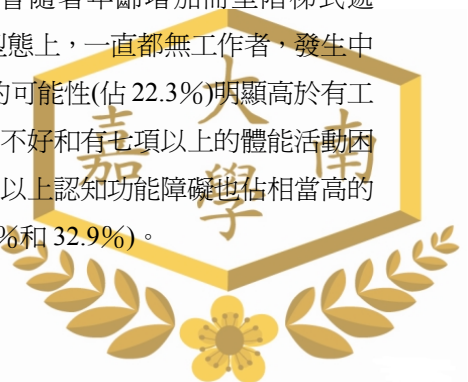 會隨著年齡增加而呈階梯式遞
型態上，一直都無工作者，發生中
的可能性(佔 22.3%)明顯高於有工
不好和有七項以上的體能活動困
以上認知功能障礙也佔相當高的
%和 32.9%)。
嘉
大
學
南